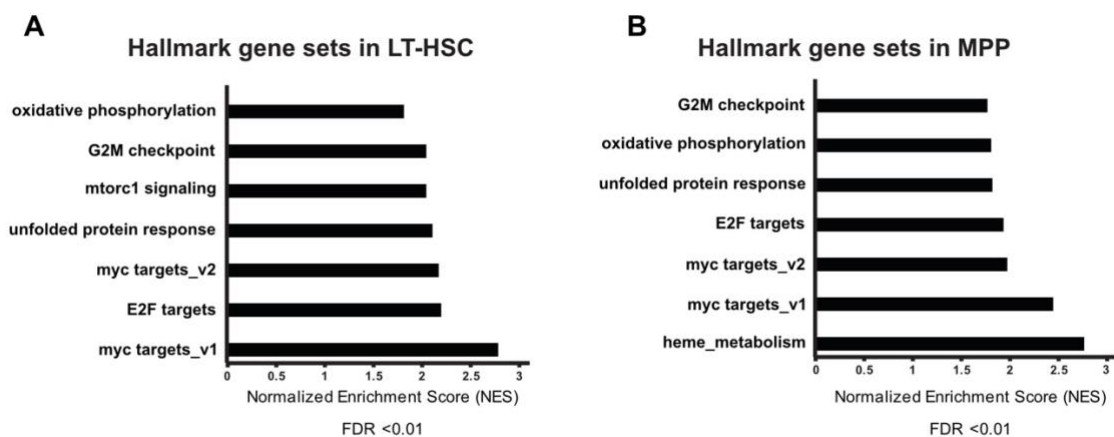 A
Hallmark gene sets in LT-HSC
oxidative phosphorylation
G2M checkpoint
mtorc1 signaling
unfolded protein response
myc targets_v2
E2F targets
myc targets_v1
0 0.5 1 1.5 2 2.5 3
Normalized Enrichment Score (NES)
FDR <0.01
B
Hallmark gene sets in MPP
G2M checkpoint
oxidative phosphorylation
unfolded protein response
E2F targets
myc targets_v2
myc targets_v1
heme_metabolism
0 0.5 1 1.5 2 2.5 3
Normalized Enrichment Score (NES)
FDR <0.01